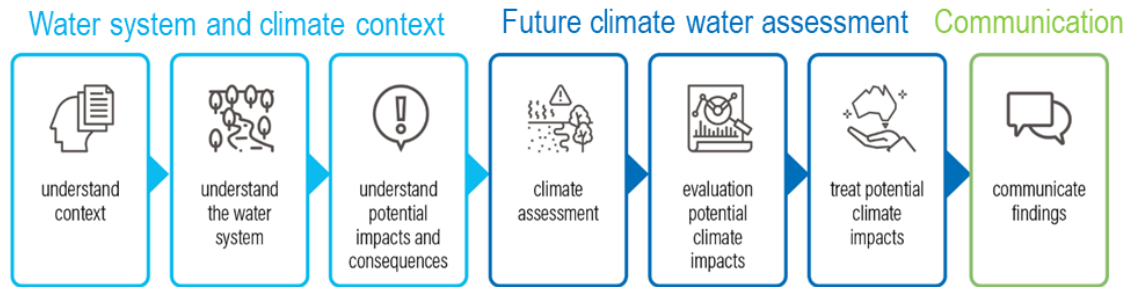 Water system and climate context
Future climate water assessment
Communication
understand
context
understand
the water
system
understand
potential
impacts and
consequences
climate
assessment
evaluation
potential
climate
impacts
treat potential
climate
impacts
communicate
findings